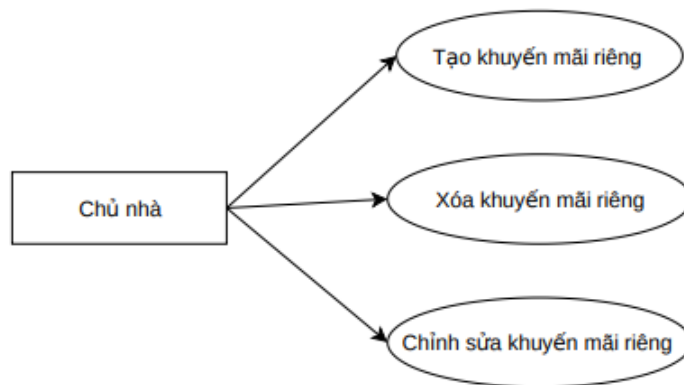 Tạo khuyến mãi riêng
Chủ nhà
Xóa khuyến mãi riêng
Chỉnh sửa khuyến mãi riêng